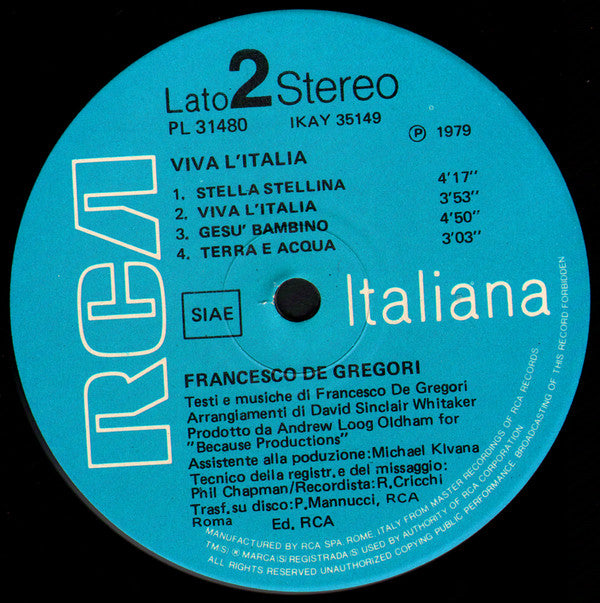 Lato 2 Stereo
PL 31480 IKAY 35149
Ⓟ 1979
VIVA L'ITALIA
1. STELLA STELLINA 4'17''
2. VIVA L'ITALIA 3'53''
3. GESU' BAMBINO 4'50''
4. TERRA E ACQUA 3'03''
RCA
SIAE
Italiana
FRANCESCO DE GREGORI
Testi e musiche di Francesco De Gregori
Arrangiamenti di David Sinclair Whitaker
Prodotto da Andrew Loog Oldham for
"Because Productions"
Assistente alla poduzione:Michael Kivana
Tecnico della registr.e del missaggio:
Phil Chapman/Recordista:R.Cricchi
Trasf.su disco:P.Mannucci, RCA
Roma Ed. RCA
MANUFACTURED BY RCA SPA, ROME, ITALY FROM MASTER RECORDINGS OF RCA RECORDS
TM(S) ® MARCA(S) REGISTRADA(S) USED BY AUTHORITY OF RCA CORPORATION
ALL RIGHTS RESERVED UNAUTHORIZED COPYING PUBLIC PERFORMANCE BROADCASTING OF THIS RECORD FORBIDDEN